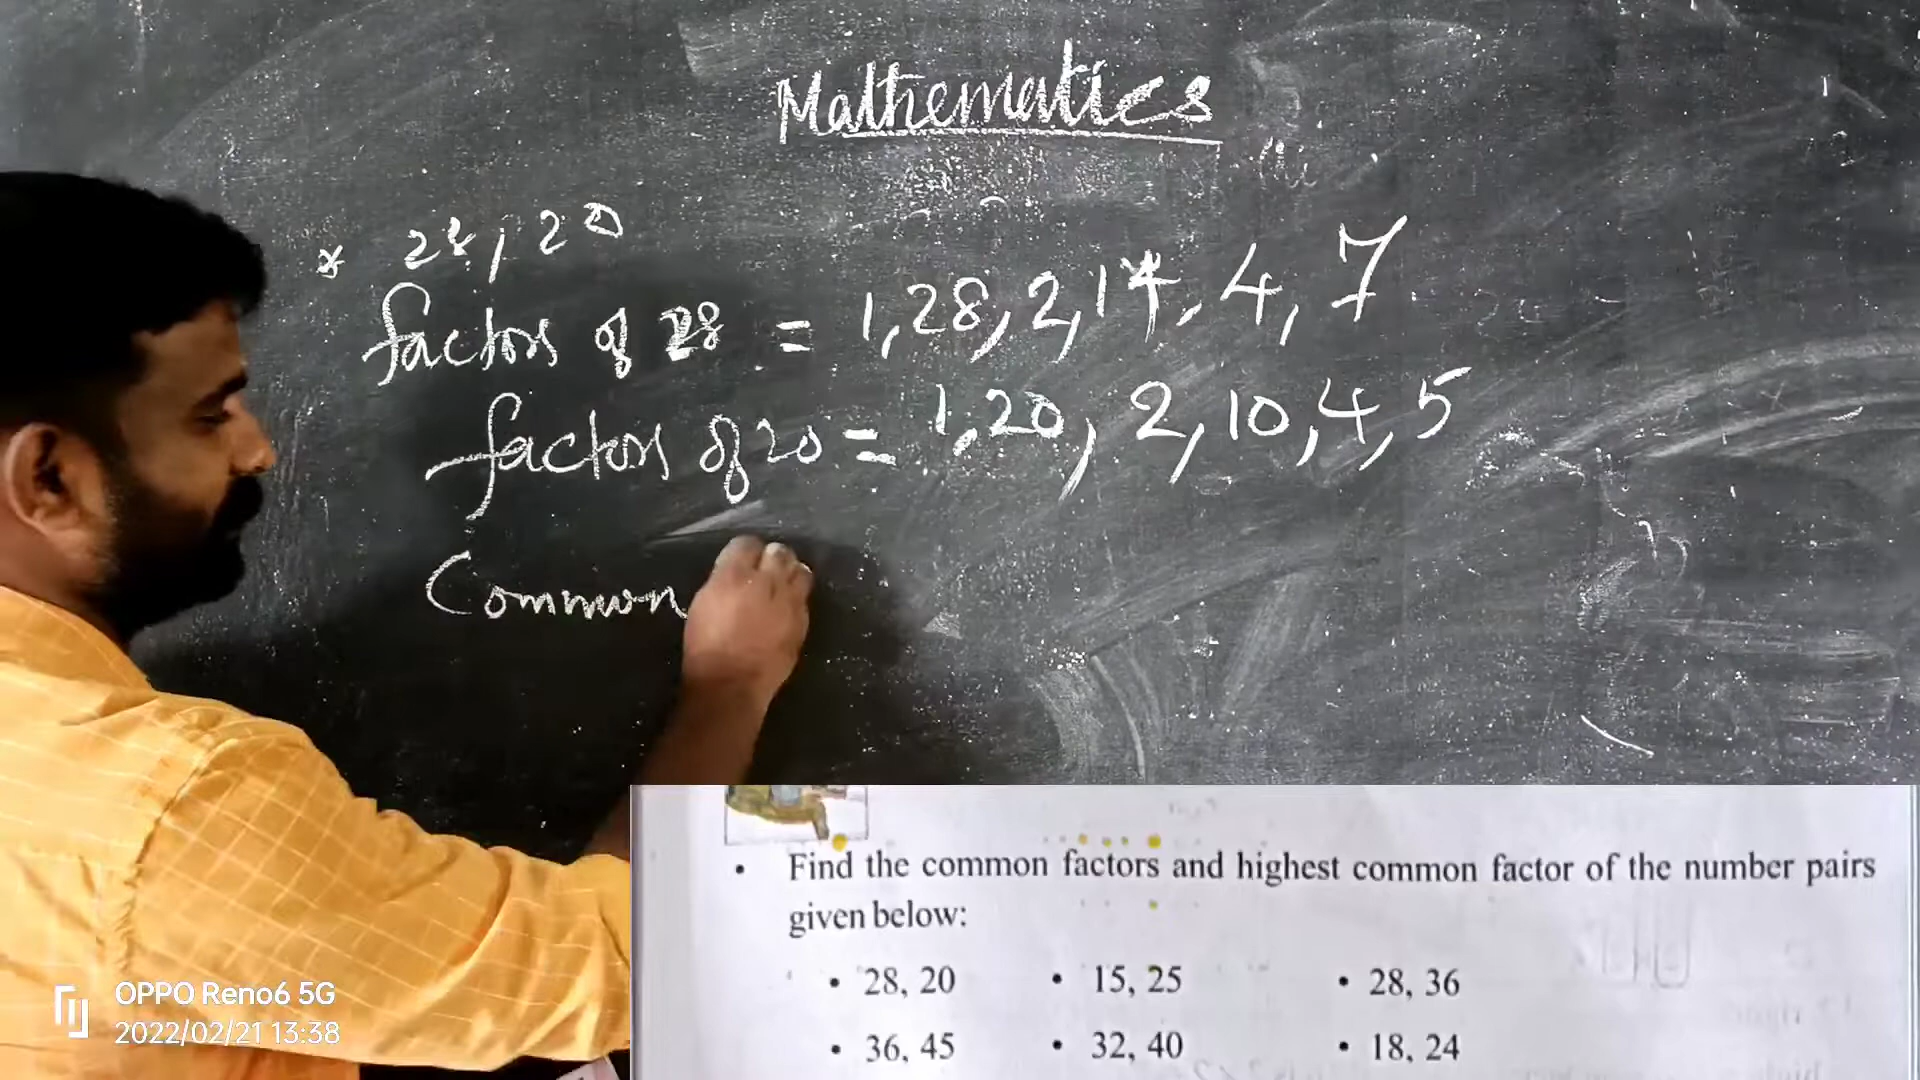 Mathematics
* 28, 20
factors of 28 = 1, 28, 2, 14, 4, 7
factors of 20 = 1, 20, 2, 10, 4, 5
Common
• Find the common factors and highest common factor of the number pairs
given below:
• 28, 20 • 15, 25 • 28, 36
• 36, 45 • 32, 40 • 18, 24
OPPO Reno6 5G
2022/02/21 13:38